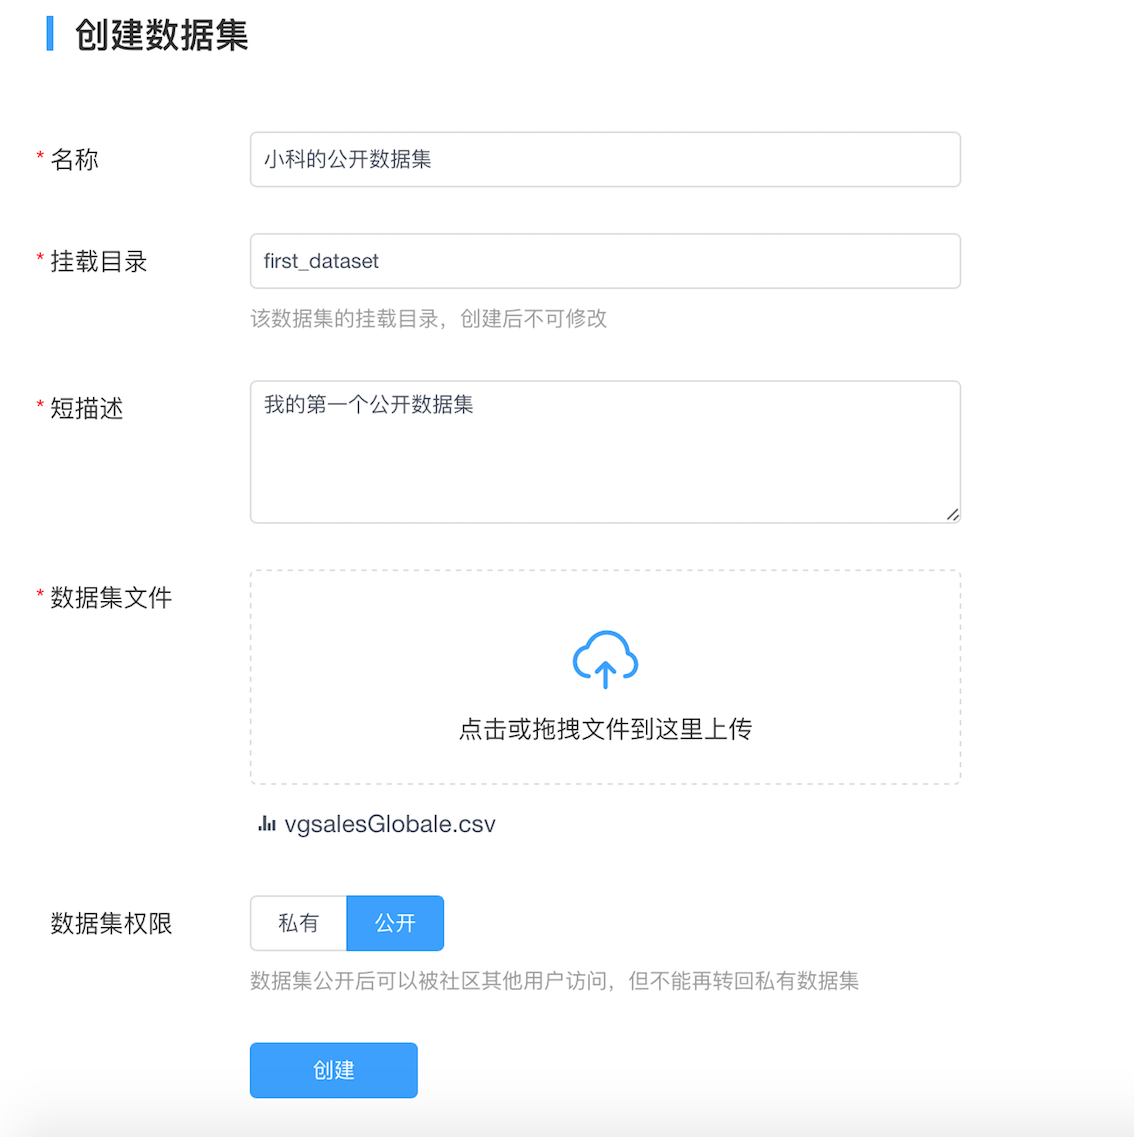 创建数据集
* 名称
小科的公开数据集
* 挂载目录
first_dataset
该数据集的挂载目录，创建后不可修改
* 短描述
我的第一个公开数据集
* 数据集文件
点击或拖拽文件到这里上传
vgsalesGlobale.csv
数据集权限
私有
公开
数据集公开后可以被社区其他用户访问，但不能再转回私有数据集
创建